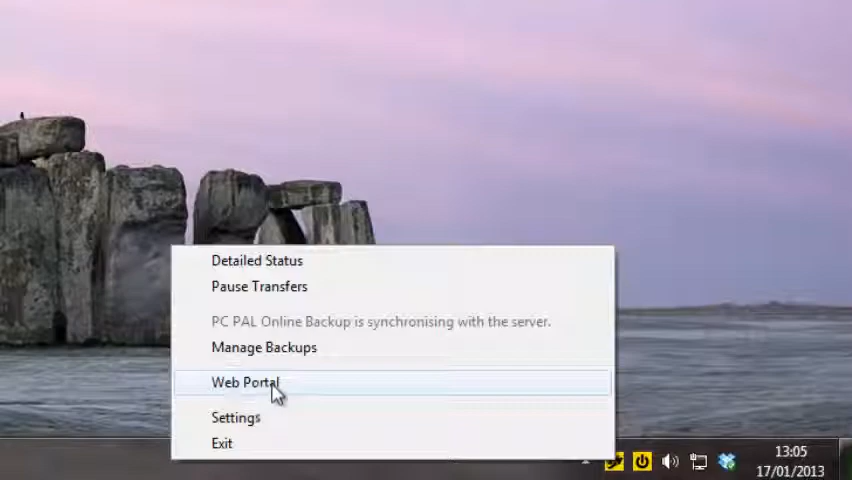 Detailed Status
Pause Transfers
PC PAL Online Backup is synchronising with the server.
Manage Backups
Web Portal
Settings
Exit
13:05
17/01/2013